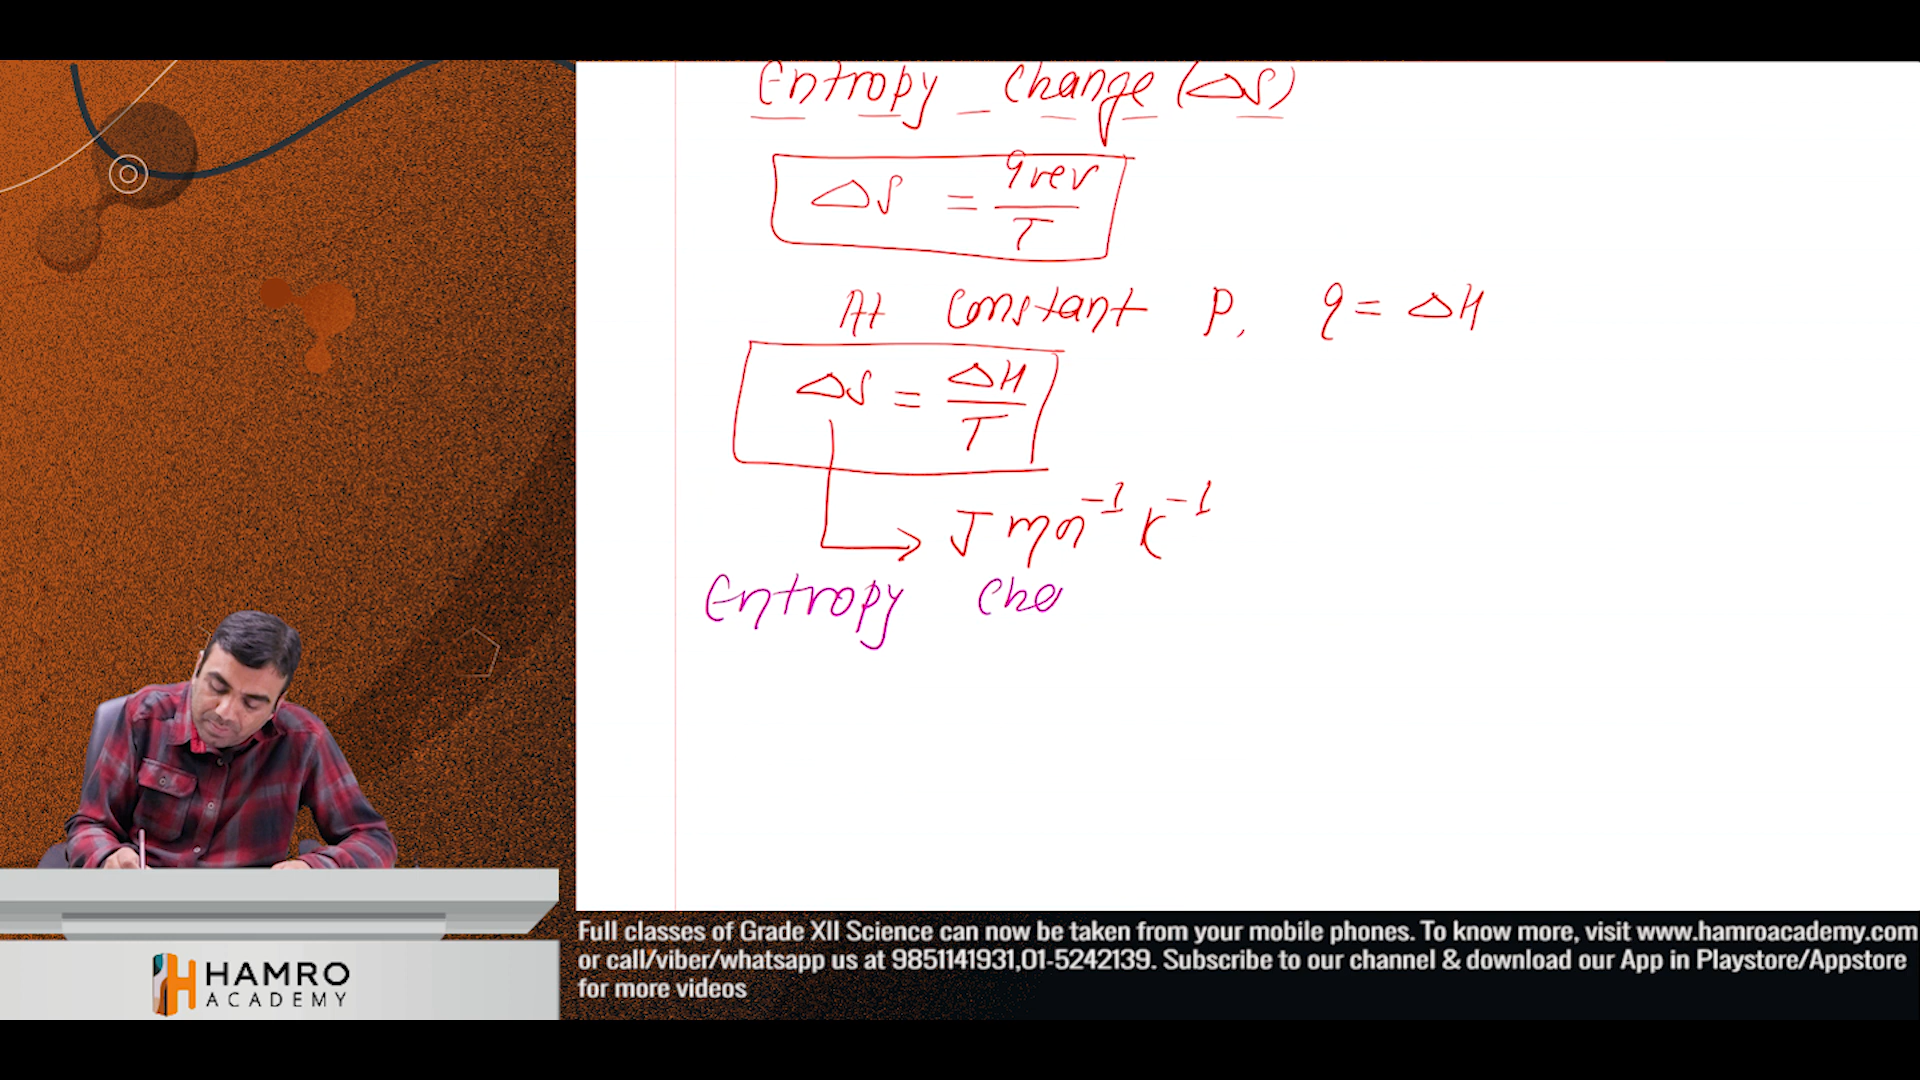 Entropy change (ΔS)
ΔS = qrev/T
At constant P, q = ΔH
ΔS = ΔH/T
J mol⁻¹ K⁻¹
Entropy Cha
Full classes of Grade XII Science can now be taken from your mobile phones. To know more, visit www.hamroacademy.com
or call/viber/whatsapp us at 9851141931,01-5242139. Subscribe to our channel & download our App in Playstore/Appstore
for more videos
HAMRO
ACADEMY